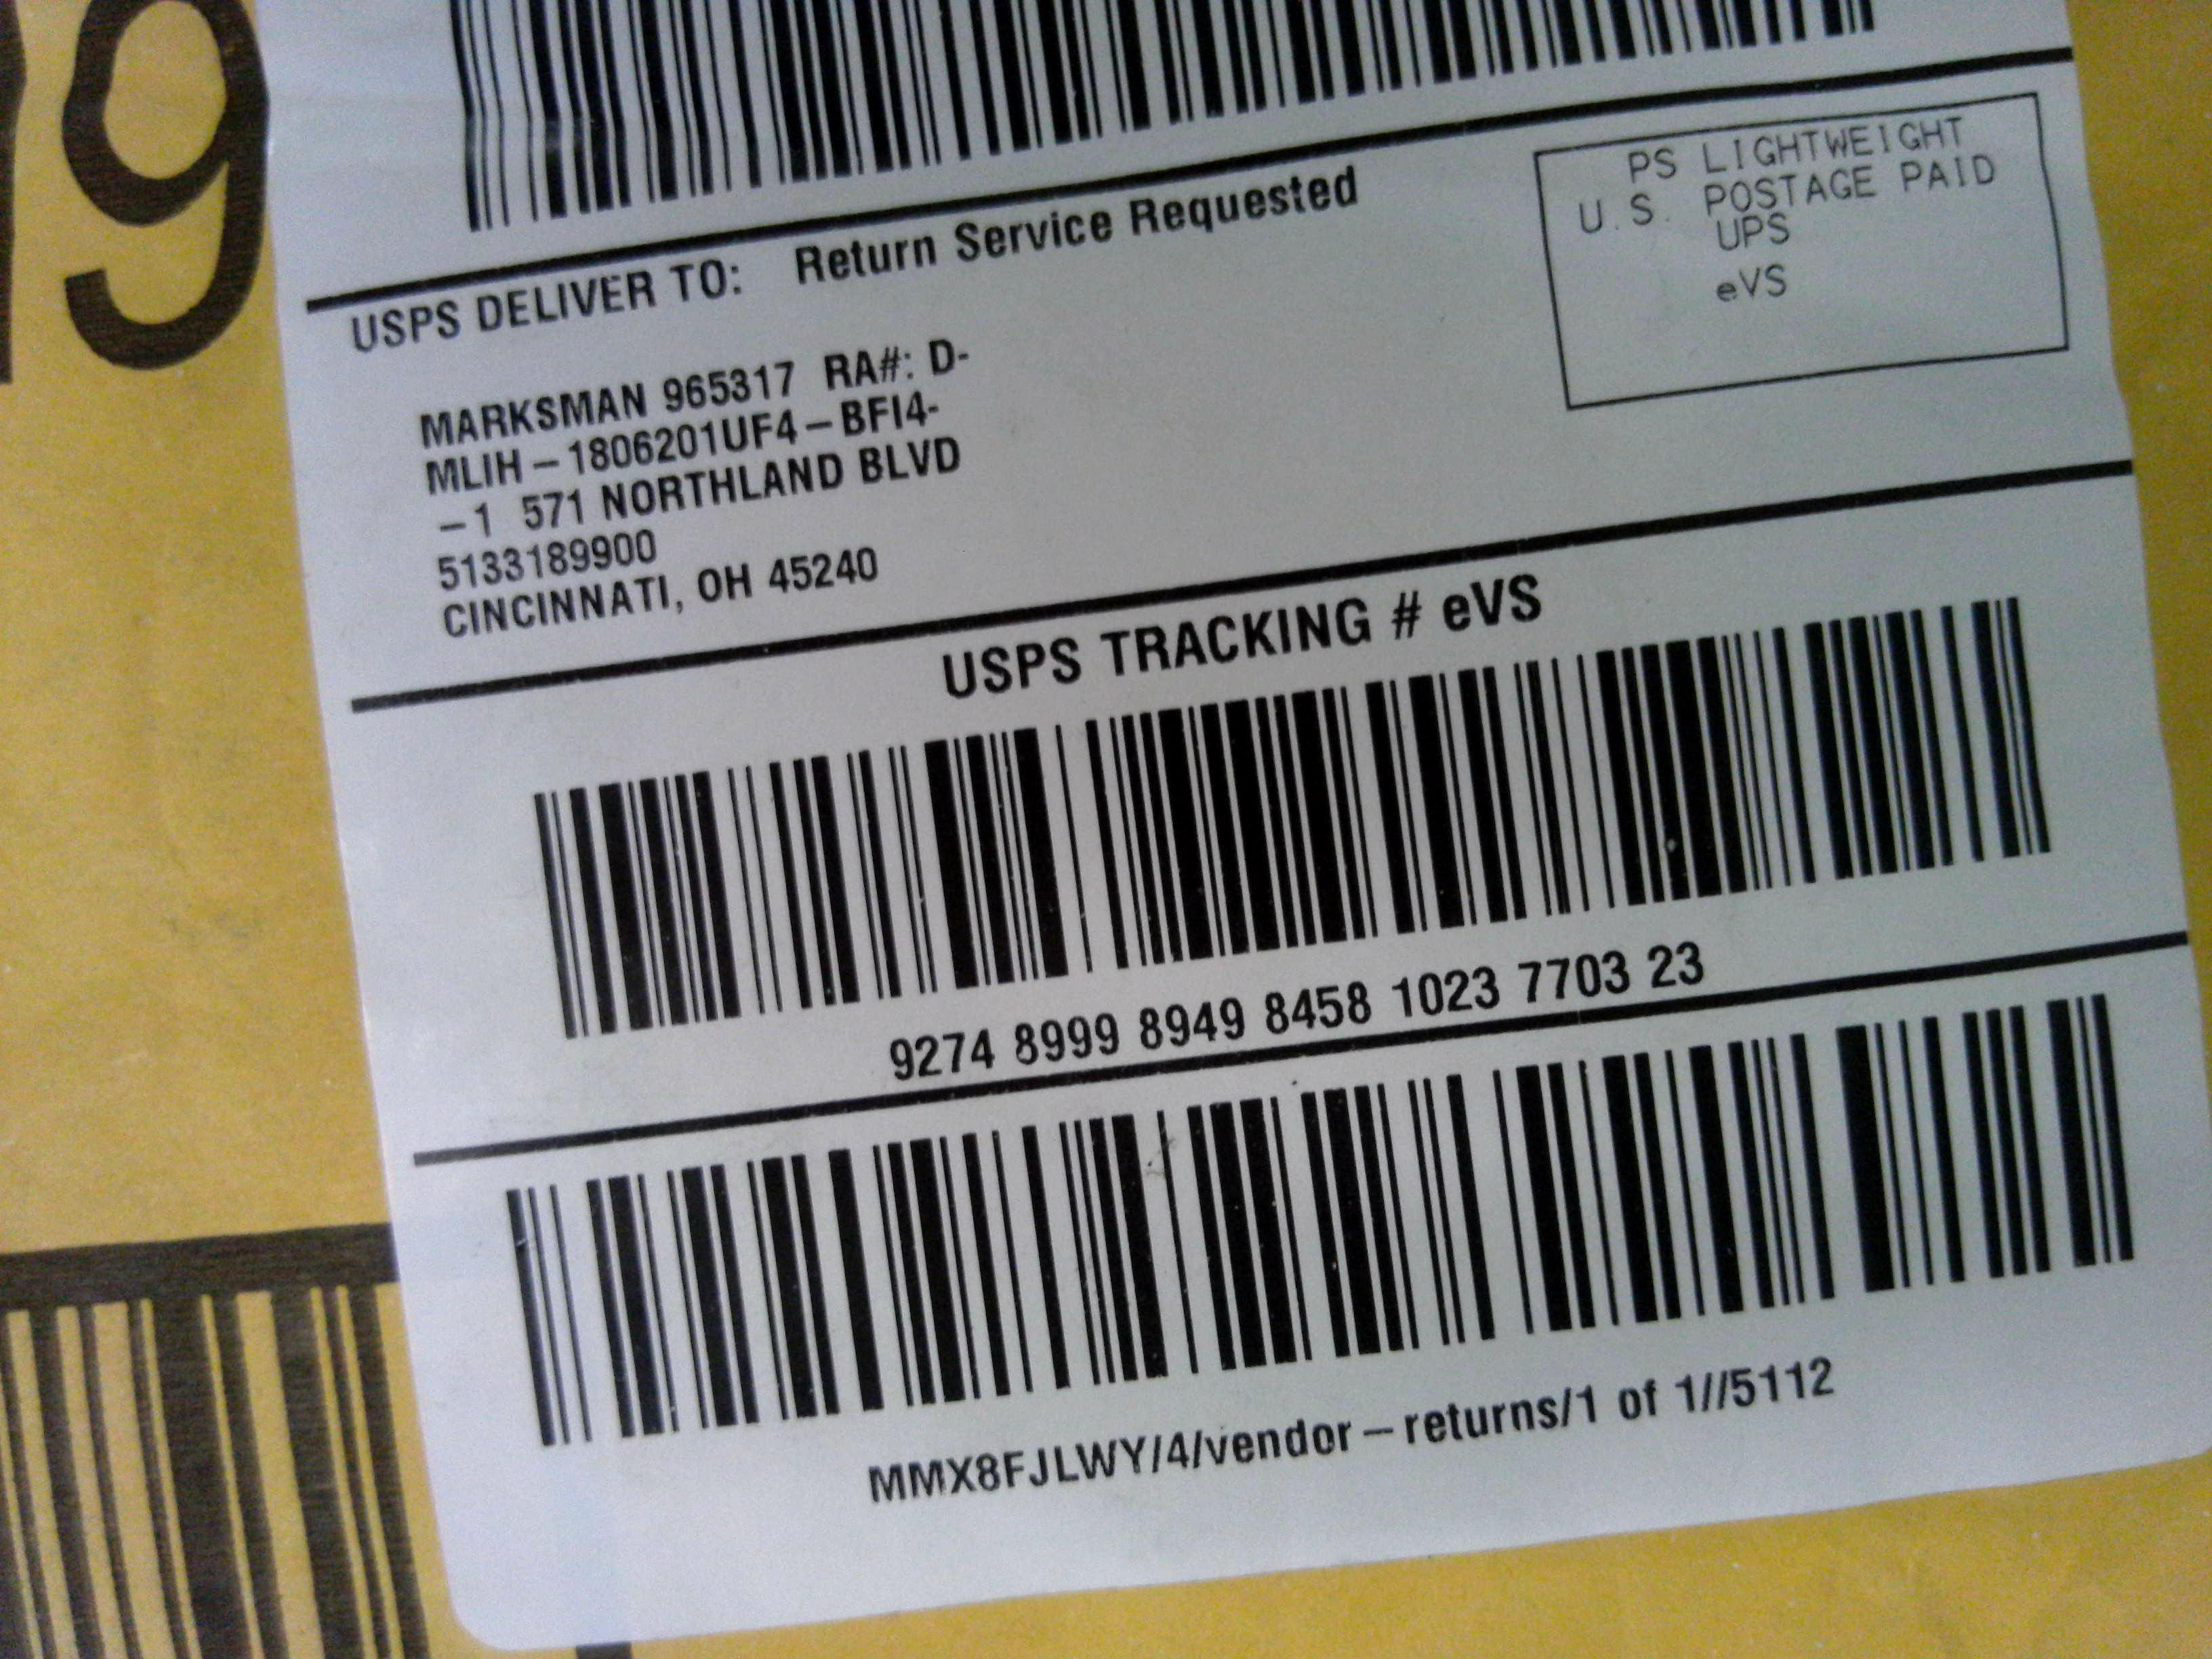 9
PS LIGHTWEIGHT
U.S. POSTAGE PAID
UPS
eVS
USPS DELIVER TO: Return Service Requested
MARKSMAN 965317 RA#: D-
MLIH-1806201UF4-BFI4-
-1 571 NORTHLAND BLVD
5133189900
CINCINNATI, OH 45240
USPS TRACKING # eVS
9274 8999 8949 8458 1023 7703 23
MMX8FJLWY/4/vendor-returns/1 of 1//5112